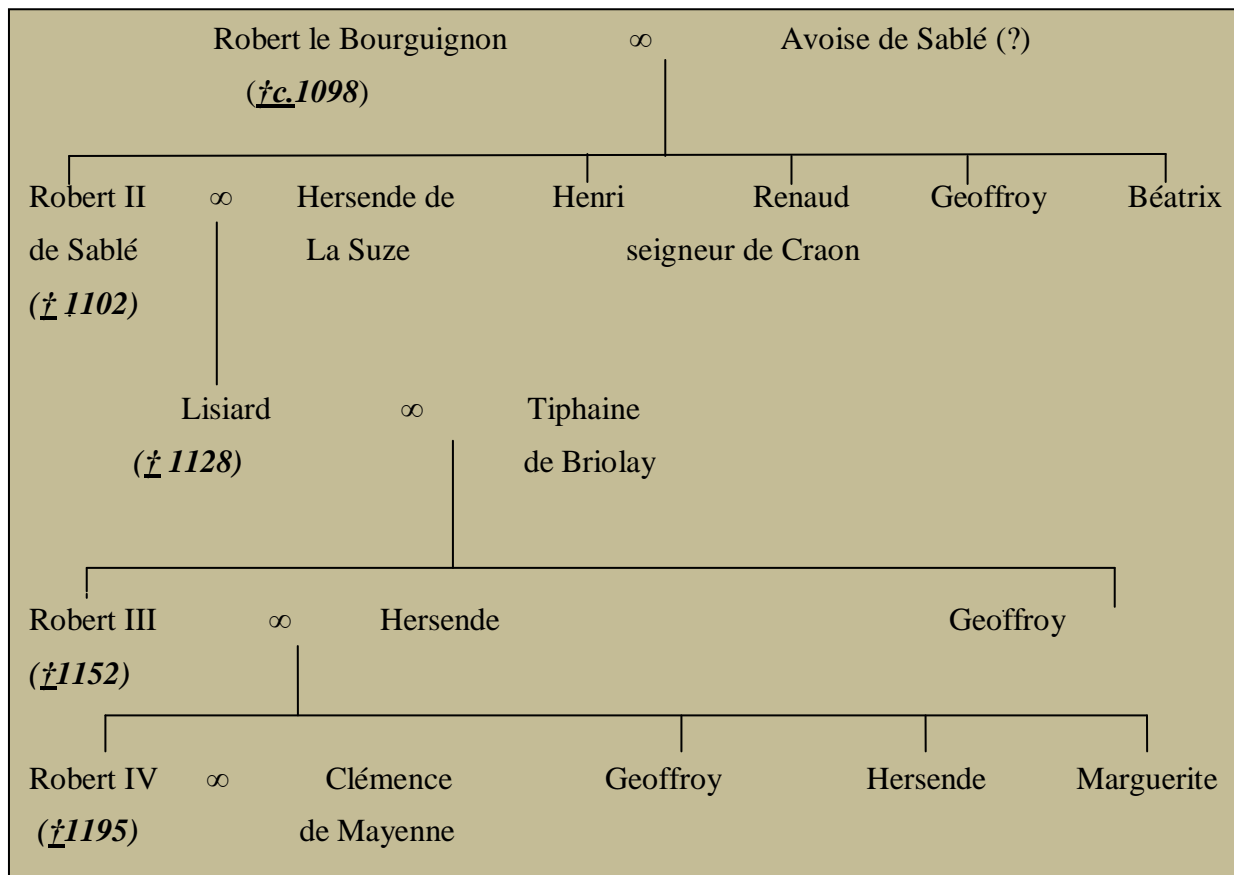 Robert le Bourguignon ∞ Avoise de Sablé (?)
(†c.1098)
Robert II ∞ Hersende de Henri Renaud Geoffroy Béatrix
de Sablé La Suze seigneur de Craon
(† 1102)
Lisiard ∞ Tiphaine
(† 1128) de Briolay
Robert III ∞ Hersende Geoffroy
(†1152)
Robert IV ∞ Clémence Geoffroy Hersende Marguerite
(†1195) de Mayenne